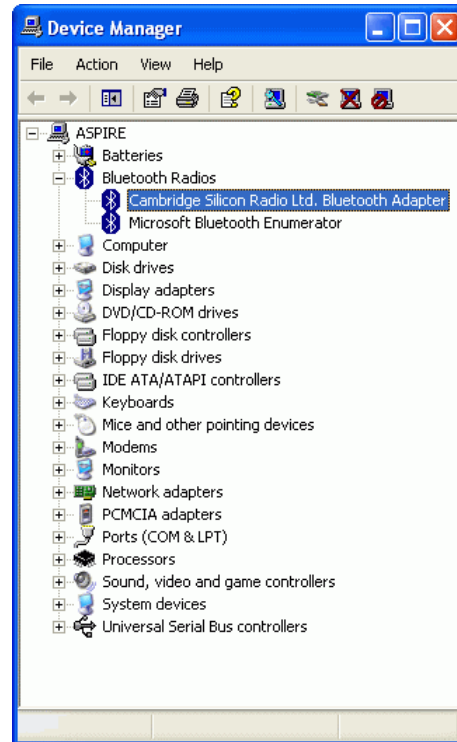 Device Manager
File Action View Help
ASPIRE
Batteries
Bluetooth Radios
Cambridge Silicon Radio Ltd. Bluetooth Adapter
Microsoft Bluetooth Enumerator
Computer
Disk drives
Display adapters
DVD/CD-ROM drives
Floppy disk controllers
Floppy disk drives
IDE ATA/ATAPI controllers
Keyboards
Mice and other pointing devices
Modems
Monitors
Network adapters
PCMCIA adapters
Ports (COM & LPT)
Processors
Sound, video and game controllers
System devices
Universal Serial Bus controllers